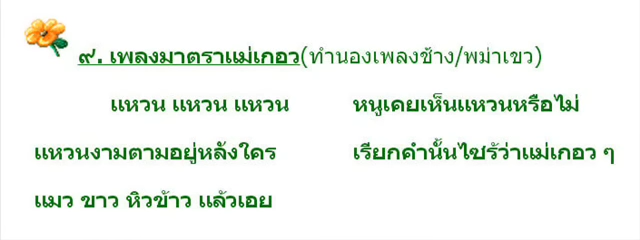 ๙. เพลงมาตราแม่เกอว(ทำนองเพลงช้าง/พม่าเขว)
แหวน แหวน แหวน หนูเคยเห็นแหวนหรือไม่
แหวนงามตามอยู่หลังใคร เรียกคำนั้นไซร้ว่าแม่เกอว ๆ
แมว ขาว หิวข้าว แล้วเอย